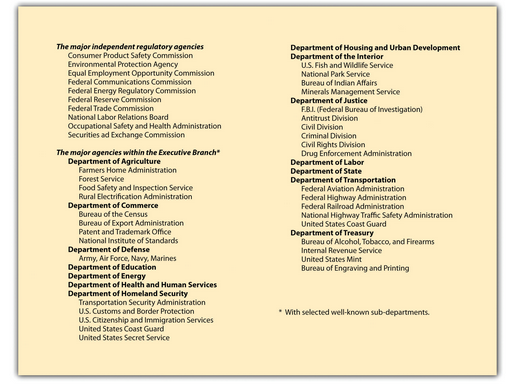 The major independent regulatory agencies
Consumer Product Safety Commission
Environmental Protection Agency
Equal Employment Opportunity Commission
Federal Communications Commission
Federal Energy Regulatory Commission
Federal Reserve Commission
Federal Trade Commission
National Labor Relations Board
Occupational Safety and Health Administration
Securities ad Exchange Commission
The major agencies within the Executive Branch*
Department of Agriculture
Farmers Home Administration
Forest Service
Food Safety and Inspection Service
Rural Electrification Administration
Department of Commerce
Bureau of the Census
Bureau of Export Administration
Patent and Trademark Office
National Institute of Standards
Department of Defense
Army, Air Force, Navy, Marines
Department of Education
Department of Energy
Department of Health and Human Services
Department of Homeland Security
Transportation Security Administration
U.S. Customs and Border Protection
U.S. Citizenship and Immigration Services
United States Coast Guard
United States Secret Service
Department of Housing and Urban Development
Department of the Interior
U.S. Fish and Wildlife Service
National Park Service
Bureau of Indian Affairs
Minerals Management Service
Department of Justice
F.B.I. (Federal Bureau of Investigation)
Antitrust Division
Civil Division
Criminal Division
Civil Rights Division
Drug Enforcement Administration
Department of Labor
Department of State
Department of Transportation
Federal Aviation Administration
Federal Highway Administration
Federal Railroad Administration
National Highway Traffic Safety Administration
United States Coast Guard
Department of Treasury
Bureau of Alcohol, Tobacco, and Firearms
Internal Revenue Service
United States Mint
Bureau of Engraving and Printing
* With selected well-known sub-departments.